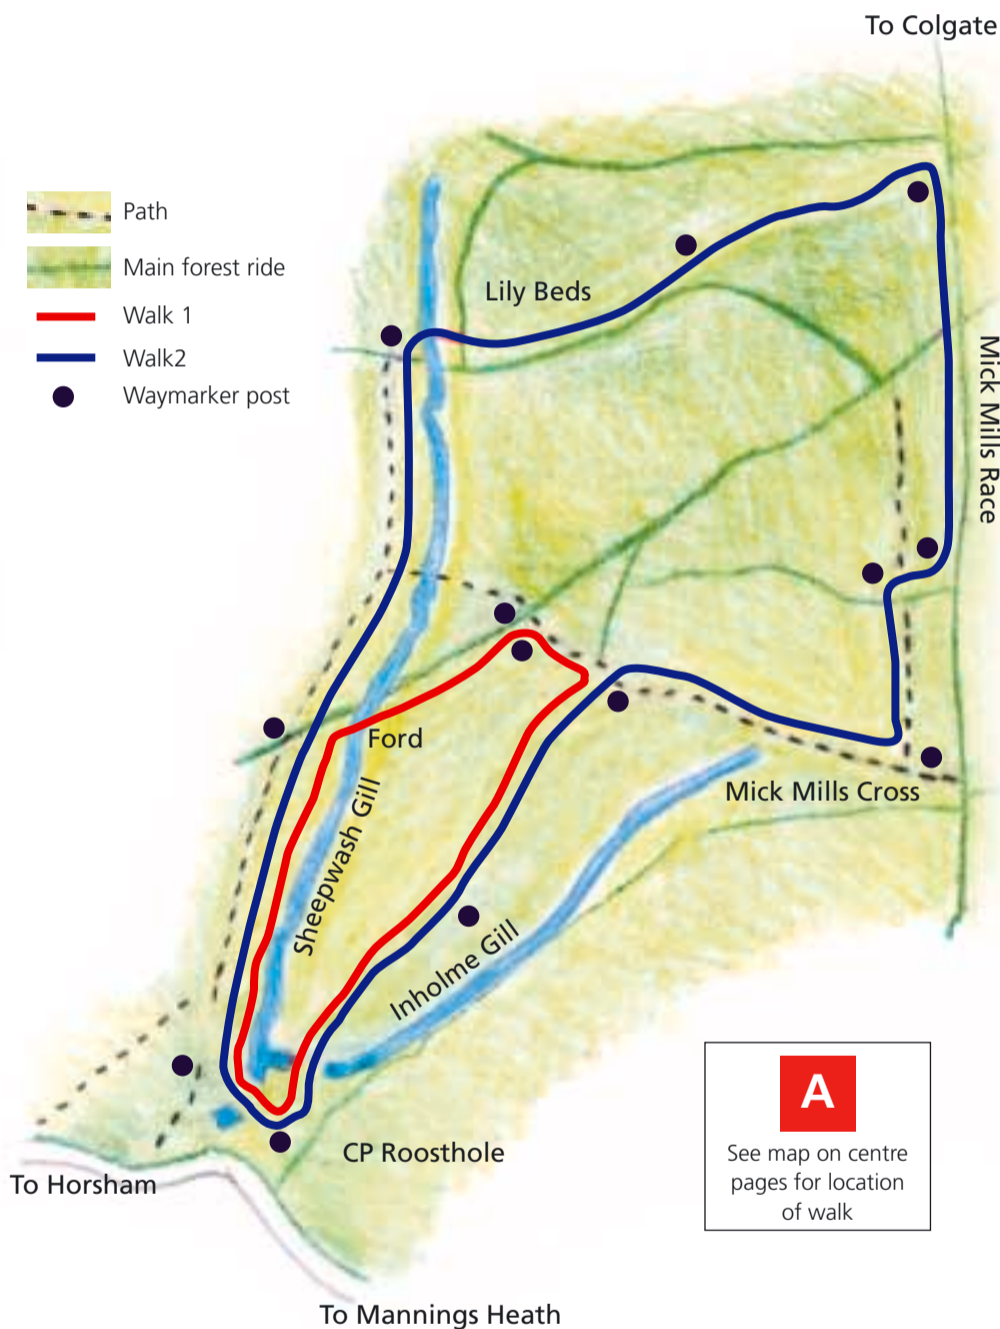 To Colgate
Path
Main forest ride
Walk 1
Walk2
Waymarker post
Lily Beds
Mick Mills Race
Ford
Sheepwash Gill
Mick Mills Cross
Inholme Gill
CP Roosthole
To Horsham
To Mannings Heath
A
See map on centre
pages for location
of walk